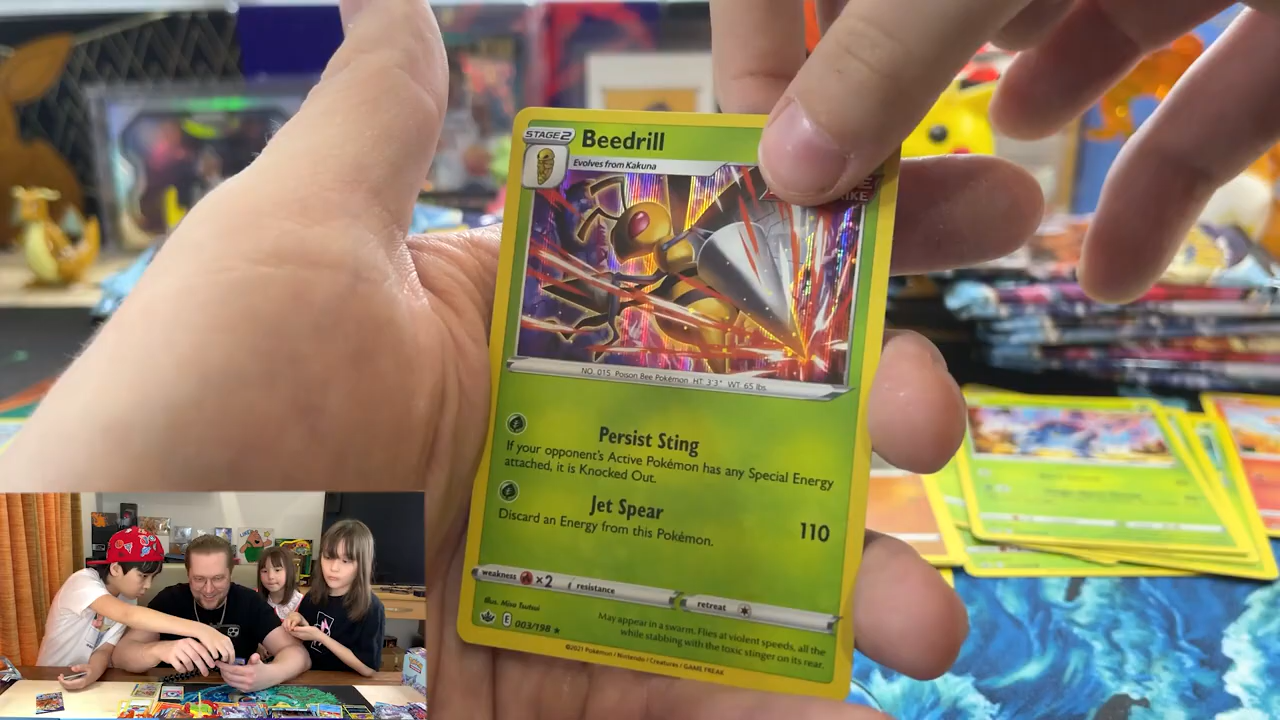 STAGE2 Beedrill
Evolves from Kakuna
NO. 015 Poison Bee Pokémon HT: 3'3" WT: 65 lbs.
Persist Sting
If your opponent's Active Pokémon has any Special Energy
attached, it is Knocked Out.
Jet Spear 110
Discard an Energy from this Pokémon.
weakness ×2 resistance retreat
Illus. Miva Tsutsui
E 003/198 ★
May appear in a swarm. Flies at violent speeds, all the
while stabbing with the toxic stinger on its rear.
©2021 Pokémon / Nintendo / Creatures / GAME FREAK